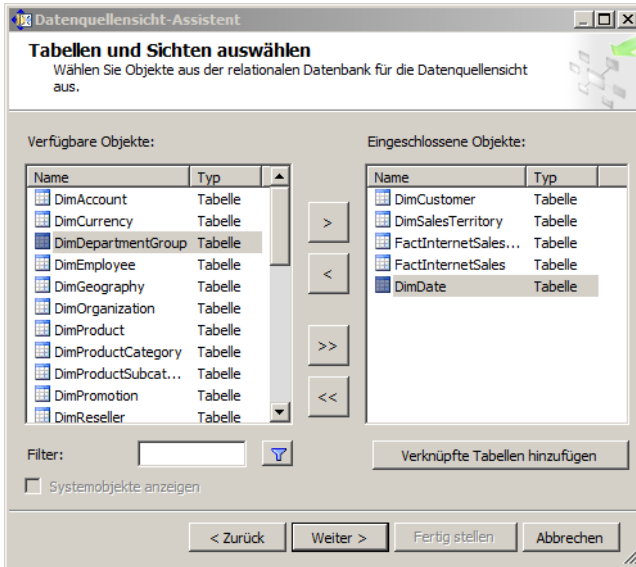 Datenquellensicht-Assistent
Tabellen und Sichten auswählen
Wählen Sie Objekte aus der relationalen Datenbank für die Datenquellensicht
aus.
Verfügbare Objekte:
Name Typ
DimAccount Tabelle
DimCurrency Tabelle
DimDepartmentGroup Tabelle
DimEmployee Tabelle
DimGeography Tabelle
DimOrganization Tabelle
DimProduct Tabelle
DimProductCategory Tabelle
DimProductSubcat... Tabelle
DimPromotion Tabelle
DimReseller Tabelle
>
<
>>
<<
Eingeschlossene Objekte:
Name Typ
DimCustomer Tabelle
DimSalesTerritory Tabelle
FactInternetSales... Tabelle
FactInternetSales Tabelle
DimDate Tabelle
Filter:
Verknüpfte Tabellen hinzufügen
Systemobjekte anzeigen
< Zurück Weiter > Fertig stellen Abbrechen